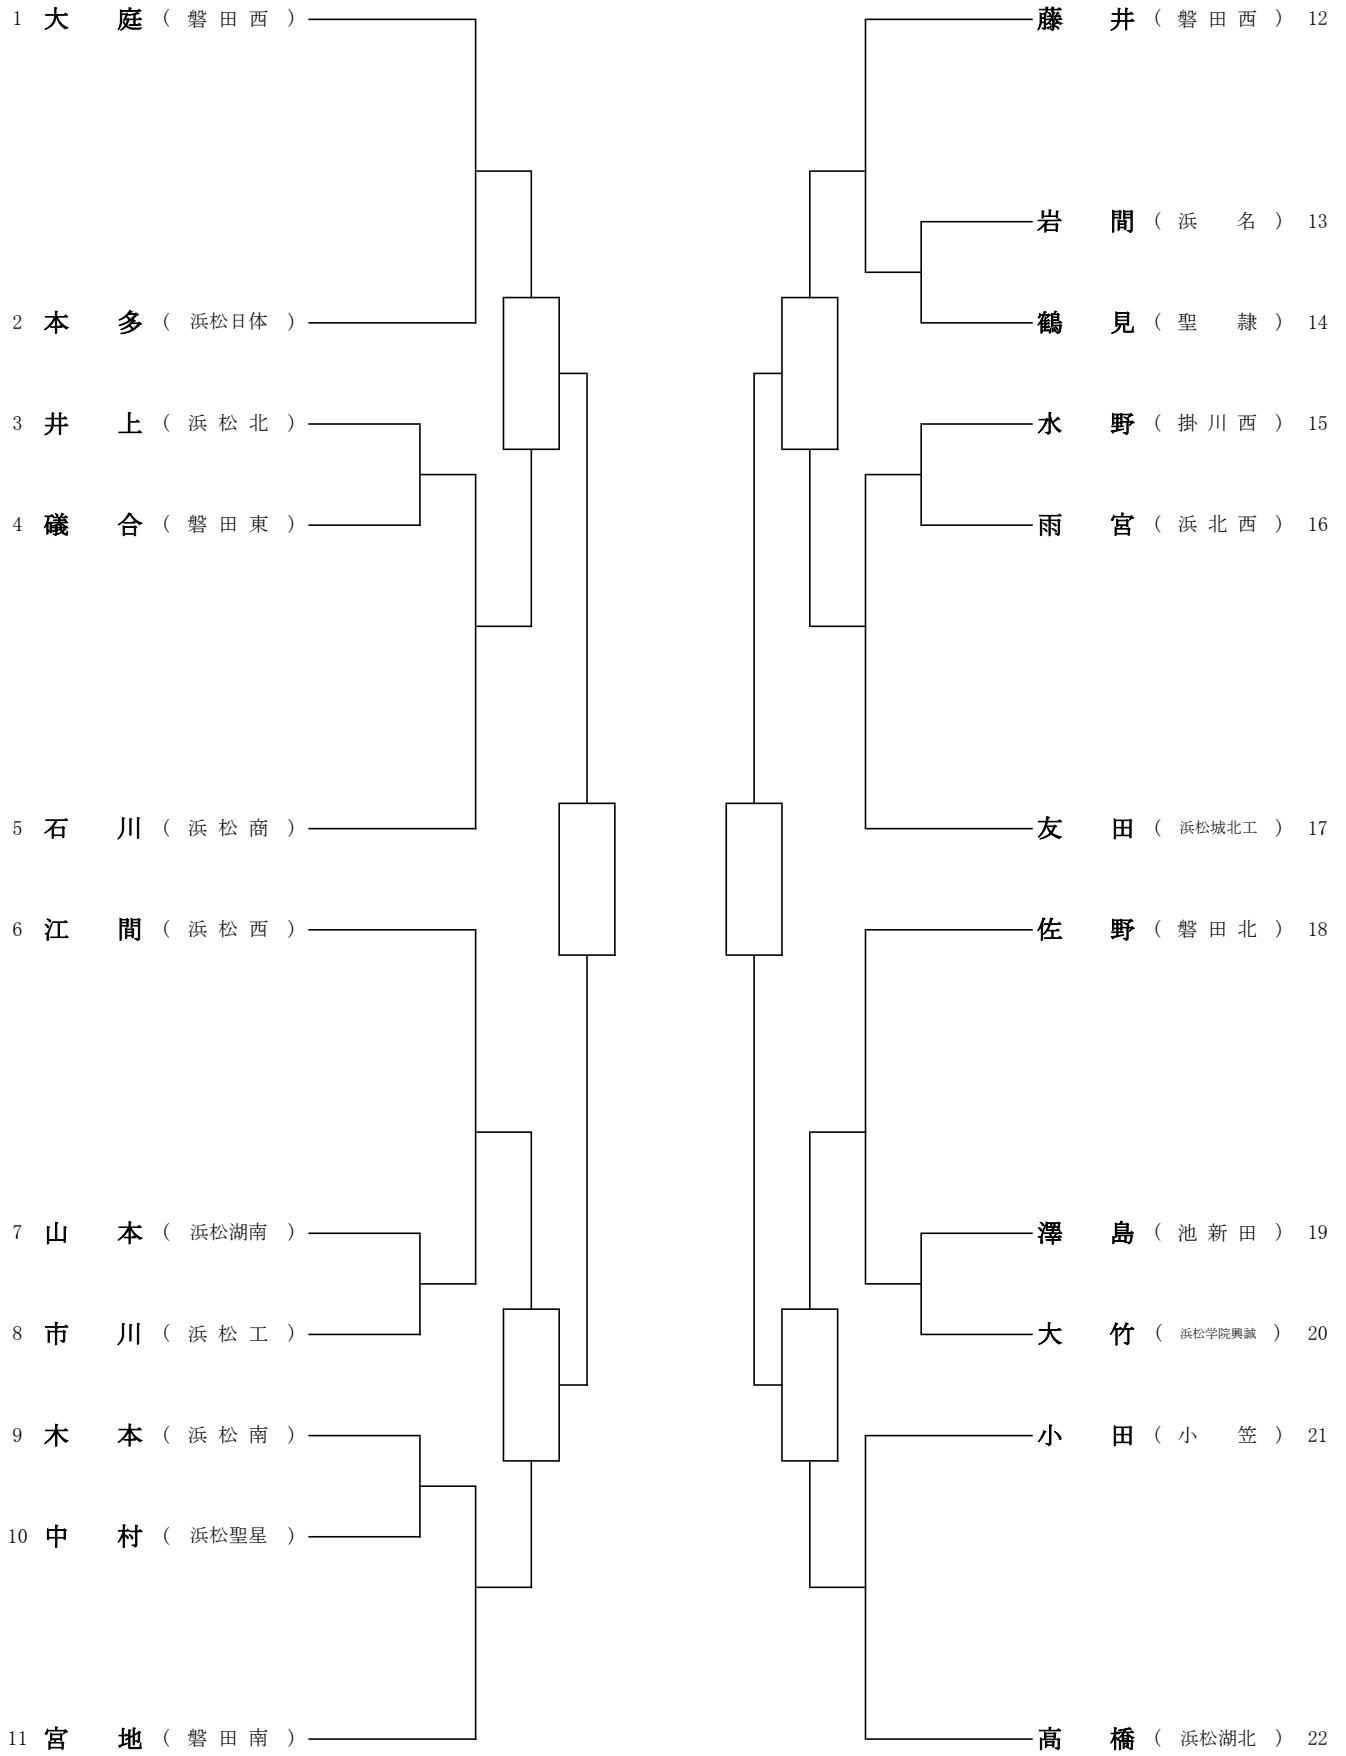 1 大 庭 ( 磐 田 西 )
2 本 多 ( 浜松日体 )
3 井 上 ( 浜 松 北 )
4 礒 合 ( 磐 田 東 )
5 石 川 ( 浜 松 商 )
6 江 間 ( 浜 松 西 )
7 山 本 ( 浜松湖南 )
8 市 川 ( 浜 松 工 )
9 木 本 ( 浜 松 南 )
10 中 村 ( 浜松聖星 )
11 宮 地 ( 磐 田 南 )
藤 井 ( 磐 田 西 ) 12
岩 間 ( 浜 名 ) 13
鶴 見 ( 聖 隷 ) 14
水 野 ( 掛 川 西 ) 15
雨 宮 ( 浜 北 西 ) 16
友 田 ( 浜松城北工 ) 17
佐 野 ( 磐 田 北 ) 18
澤 島 ( 池 新 田 ) 19
大 竹 ( 浜松学院興誠 ) 20
小 田 ( 小 笠 ) 21
髙 橋 ( 浜松湖北 ) 22